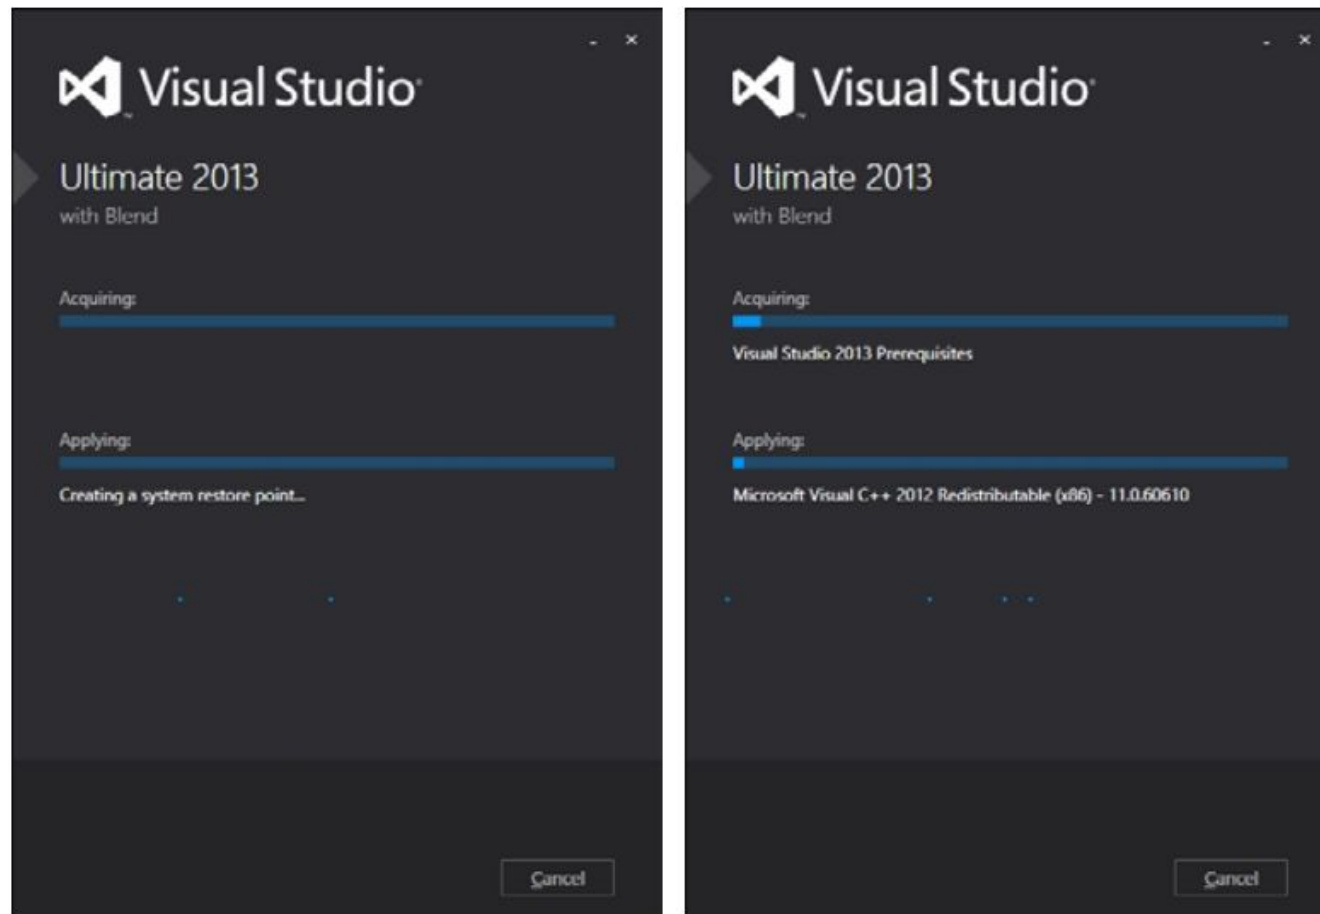 Visual Studio
Ultimate 2013
with Blend
Acquiring:
Applying:
Creating a system restore point...
Cancel
Visual Studio
Ultimate 2013
with Blend
Acquiring:
Visual Studio 2013 Prerequisites
Applying:
Microsoft Visual C++ 2012 Redistributable (x86) - 11.0.60610
Cancel